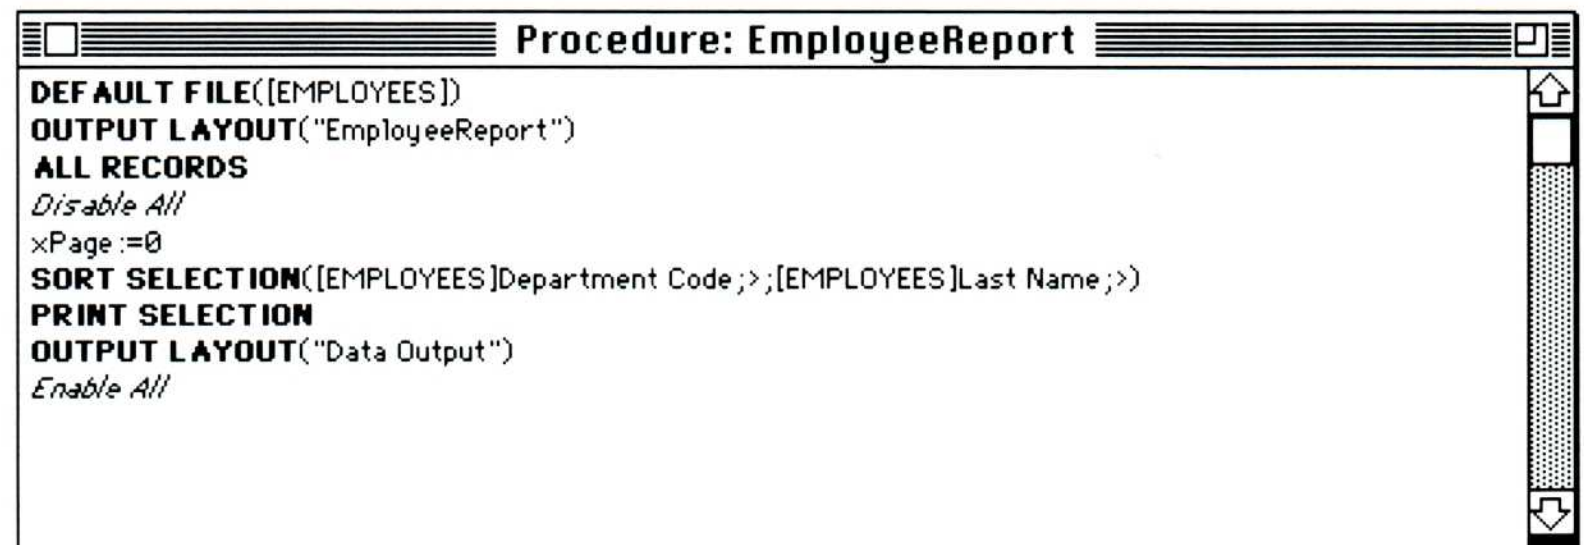 Procedure: EmployeeReport
DEFAULT FILE([EMPLOYEES])
OUTPUT LAYOUT("EmployeeReport")
ALL RECORDS
Disable All
xPage:=0
SORT SELECTION([EMPLOYEES]Department Code;>;[EMPLOYEES]Last Name;>)
PRINT SELECTION
OUTPUT LAYOUT("Data Output")
Enable All